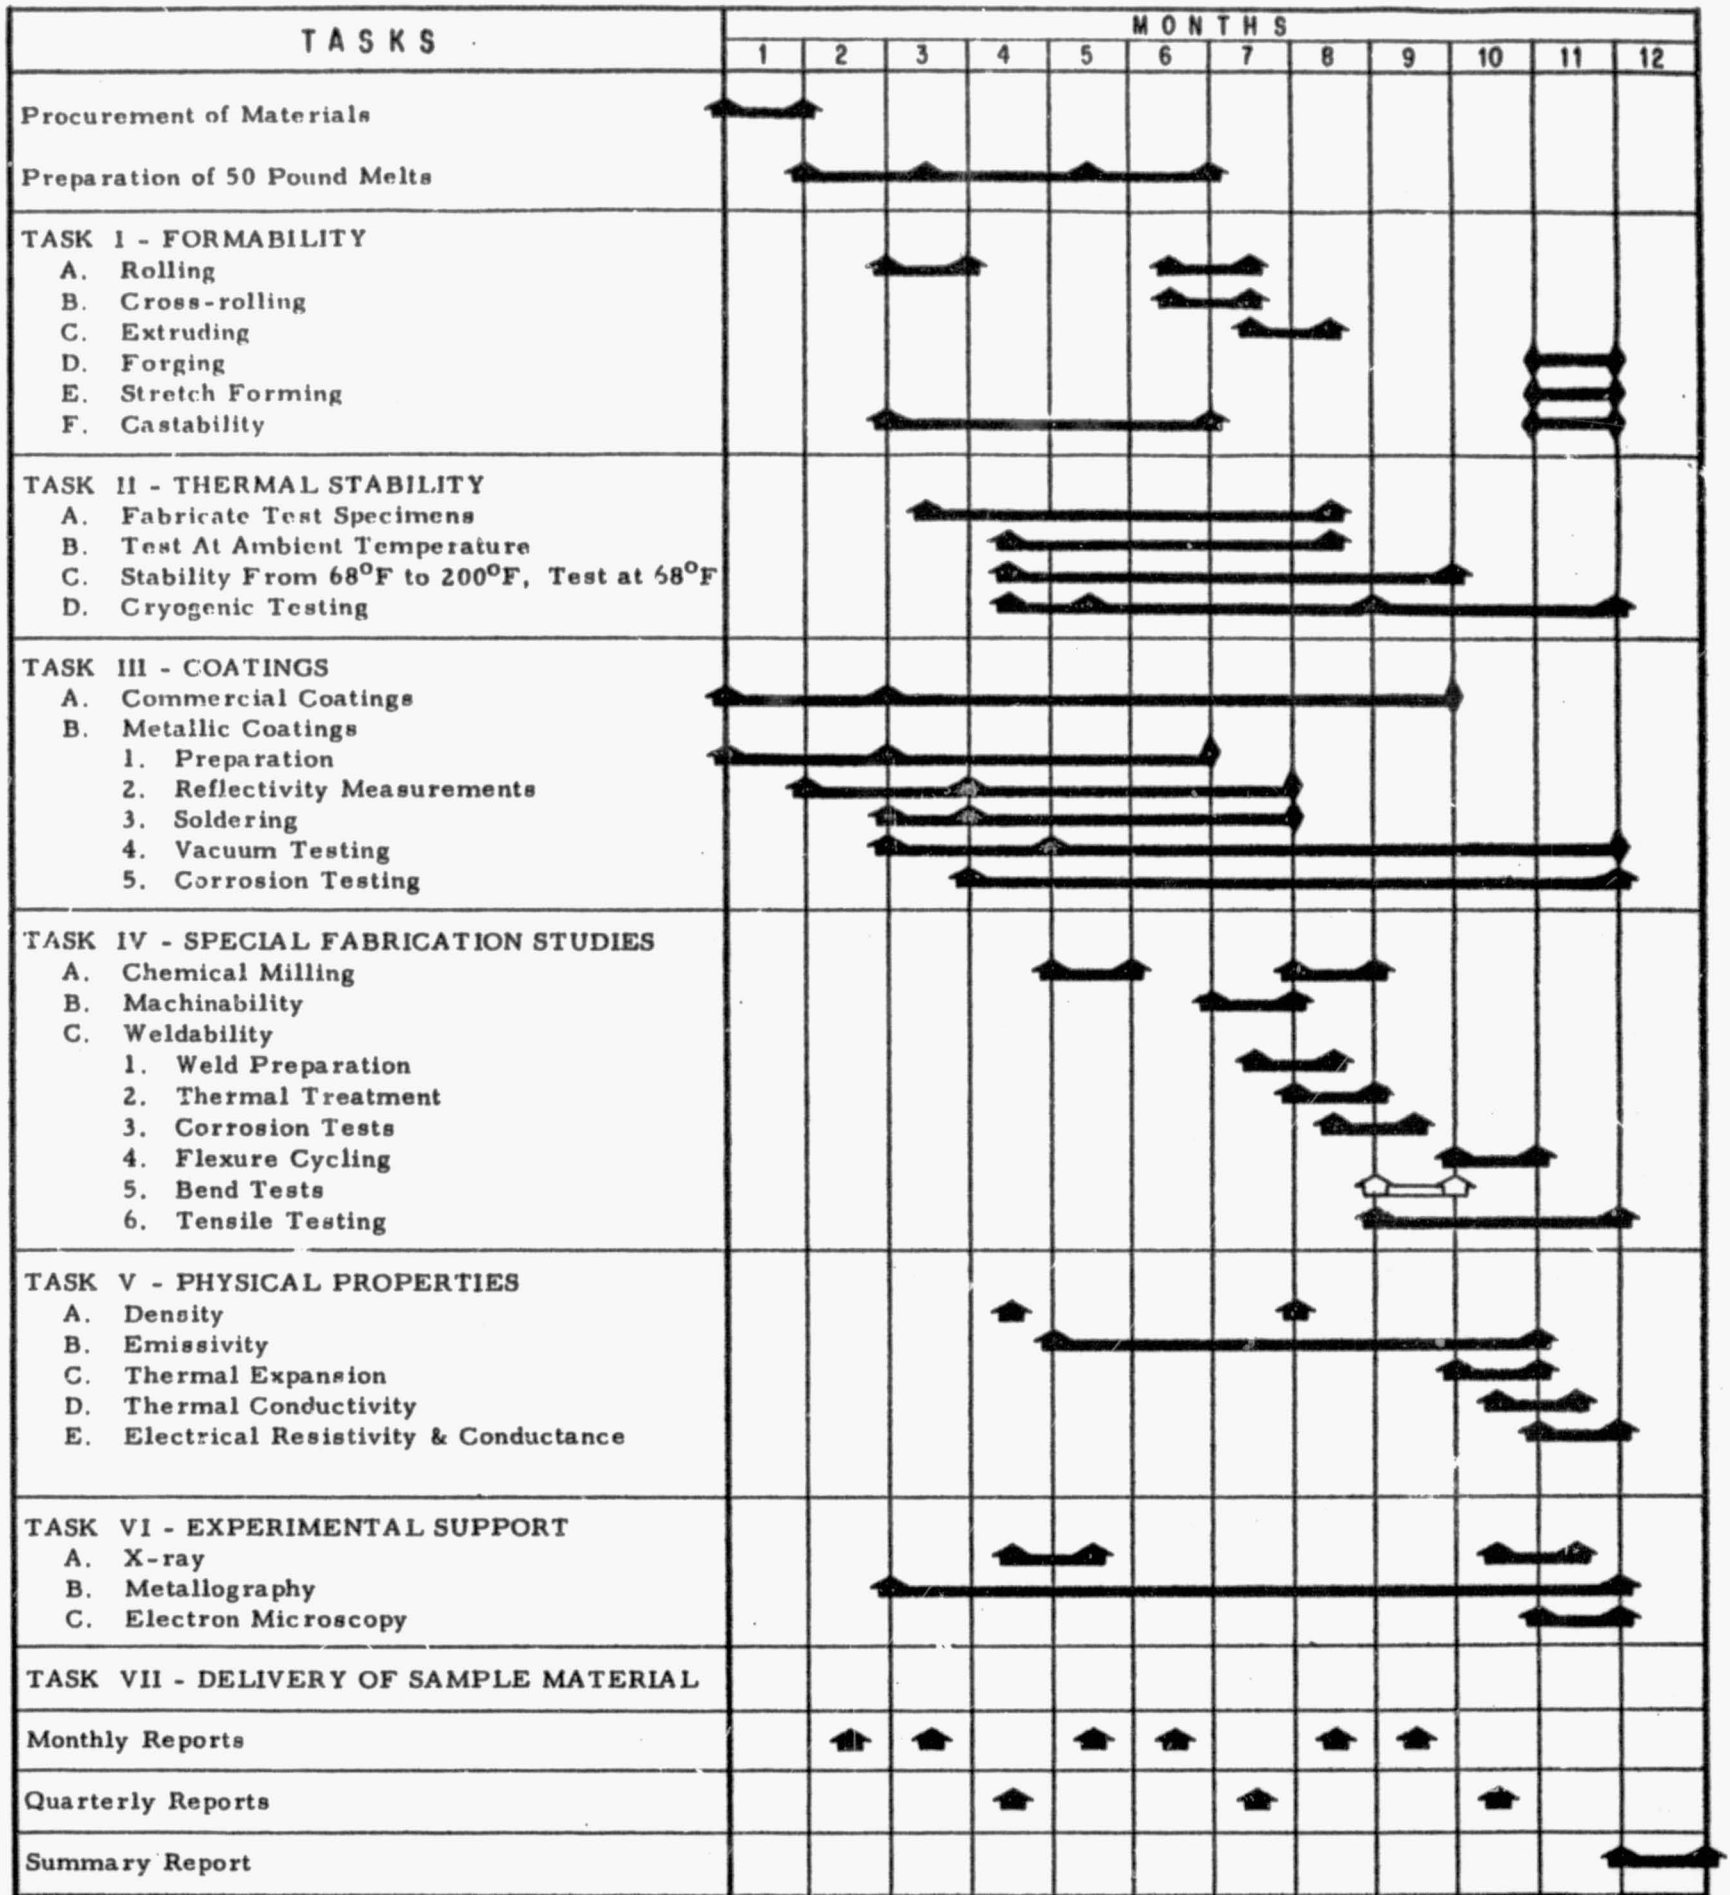 TASKS
MONTHS
1 2 3 4 5 6 7 8 9 10 11 12
Procurement of Materials
Preparation of 50 Pound Melts
TASK I - FORMABILITY
A. Rolling
B. Cross-rolling
C. Extruding
D. Forging
E. Stretch Forming
F. Castability
TASK II - THERMAL STABILITY
A. Fabricate Test Specimens
B. Test At Ambient Temperature
C. Stability From 68°F to 200°F, Test at 68°F
D. Cryogenic Testing
TASK III - COATINGS
A. Commercial Coatings
B. Metallic Coatings
1. Preparation
2. Reflectivity Measurements
3. Soldering
4. Vacuum Testing
5. Corrosion Testing
TASK IV - SPECIAL FABRICATION STUDIES
A. Chemical Milling
B. Machinability
C. Weldability
1. Weld Preparation
2. Thermal Treatment
3. Corrosion Tests
4. Flexure Cycling
5. Bend Tests
6. Tensile Testing
TASK V - PHYSICAL PROPERTIES
A. Density
B. Emissivity
C. Thermal Expansion
D. Thermal Conductivity
E. Electrical Resistivity & Conductance
TASK VI - EXPERIMENTAL SUPPORT
A. X-ray
B. Metallography
C. Electron Microscopy
TASK VII - DELIVERY OF SAMPLE MATERIAL
Monthly Reports
Quarterly Reports
Summary Report